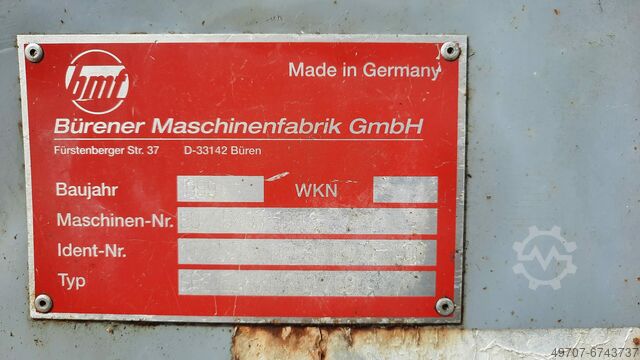 bmf
Made in Germany
Bürener Maschinenfabrik GmbH
Fürstenberger Str. 37 D-33142 Büren
Baujahr WKN
Maschinen-Nr.
Ident-Nr.
Typ
49707-6743737